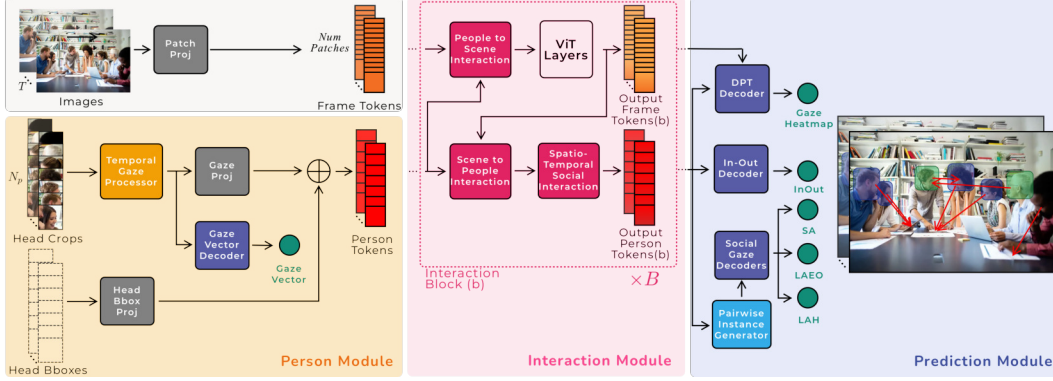 T
Images
Patch
Proj
Num
Patches
Frame Tokens
N_p
Head Crops
Temporal
Gaze
Processor
Gaze
Proj
Gaze
Vector
Decoder
Gaze
Vector
Person
Tokens
Head
Bbox
Proj
Head Bboxes
Person Module
People to
Scene
Interaction
ViT
Layers
Output
Frame
Tokens(b)
Scene to
People
Interaction
Spatio-
Temporal
Social
Interaction
Output
Person
Tokens(b)
Interaction
Block (b)
×B
Interaction Module
DPT
Decoder
Gaze
Heatmap
In-Out
Decoder
InOut
SA
Social
Gaze
Decoders
LAEO
LAH
Pairwise
Instance
Generator
Prediction Module